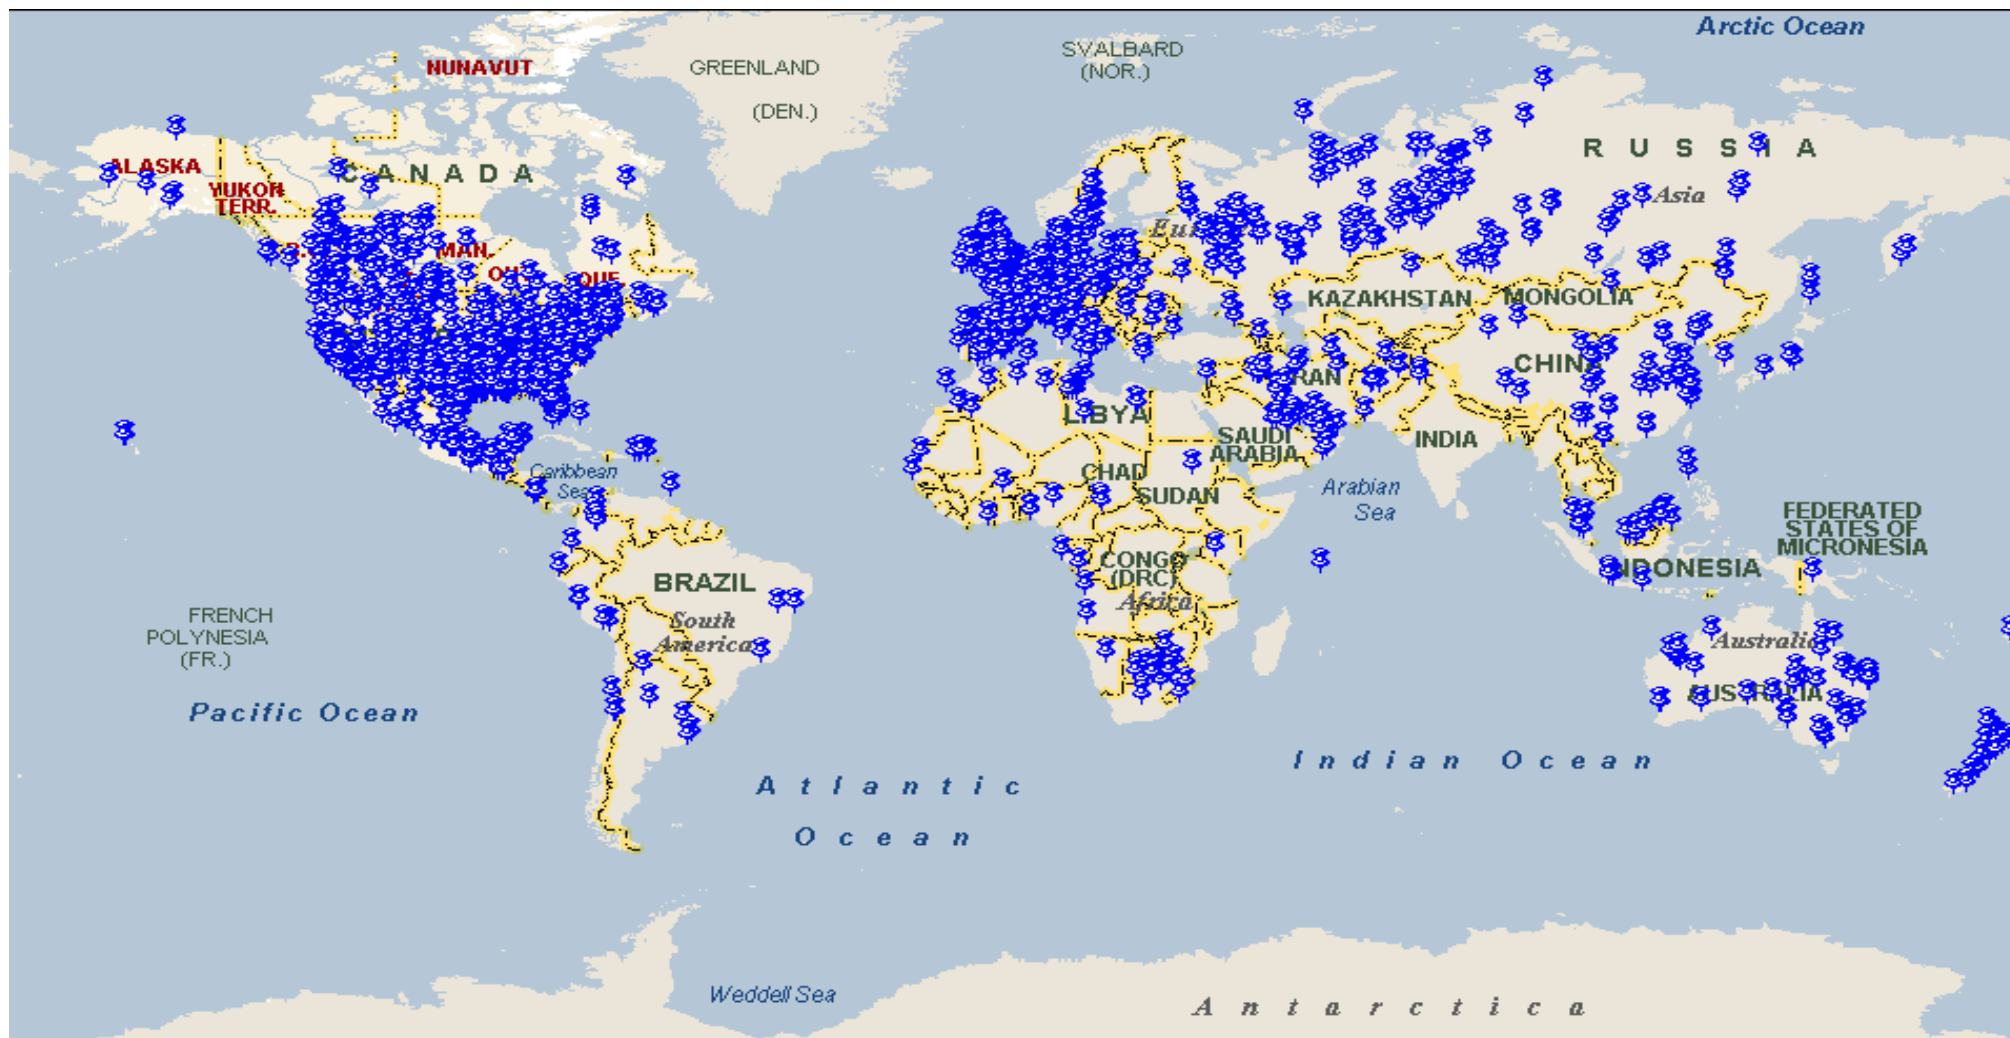 Arctic Ocean
SVALBARD
(NOR.)
NUNAVUT
GREENLAND
(DEN.)
RUSSIA
ALASKA
CANADA
YUKON
TERR.
Asia
MAN.
QUE.
KAZAKHSTAN
MONGOLIA
CHINA
IRAN
LIBYA
INDIA
SAUDI
ARABIA
Caribbean
Sea
CHAD
SUDAN
Arabian
Sea
FEDERATED
STATES OF
MICRONESIA
CONGO
(DRC)
INDONESIA
BRAZIL
Africa
FRENCH
POLYNESIA
(FR.)
South
America
Australia
AUSTRALIA
Pacific Ocean
Indian Ocean
Atlantic
Ocean
Weddell Sea
Antarctica